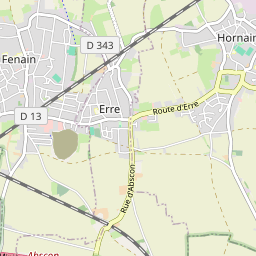 D 343
Fenain
Hornain
Erre
Route d'Erre
D 13
Rue d'Abscon
Abscon